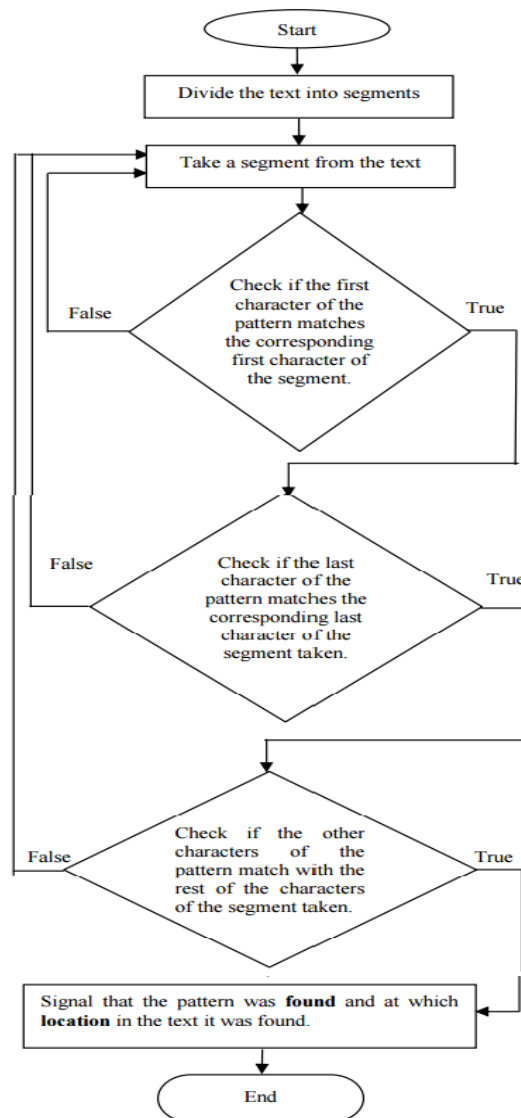 Start
Divide the text into segments
Take a segment from the text
Check if the first
character of the
pattern matches
the corresponding
first character of
the segment.
False
True
Check if the last
character of the
pattern matches the
corresponding last
character of the
segment taken.
False
True
Check if the other
characters of the
pattern match with the
rest of the characters
of the segment taken.
False
True
Signal that the pattern was found and at which
location in the text it was found.
End